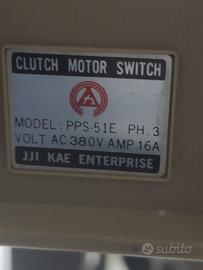 CLUTCH MOTOR SWITCH
MODEL: PPS-51E PH.3
VOLT AC 380V AMP 16A
JJI KAE ENTERPRISE
subito